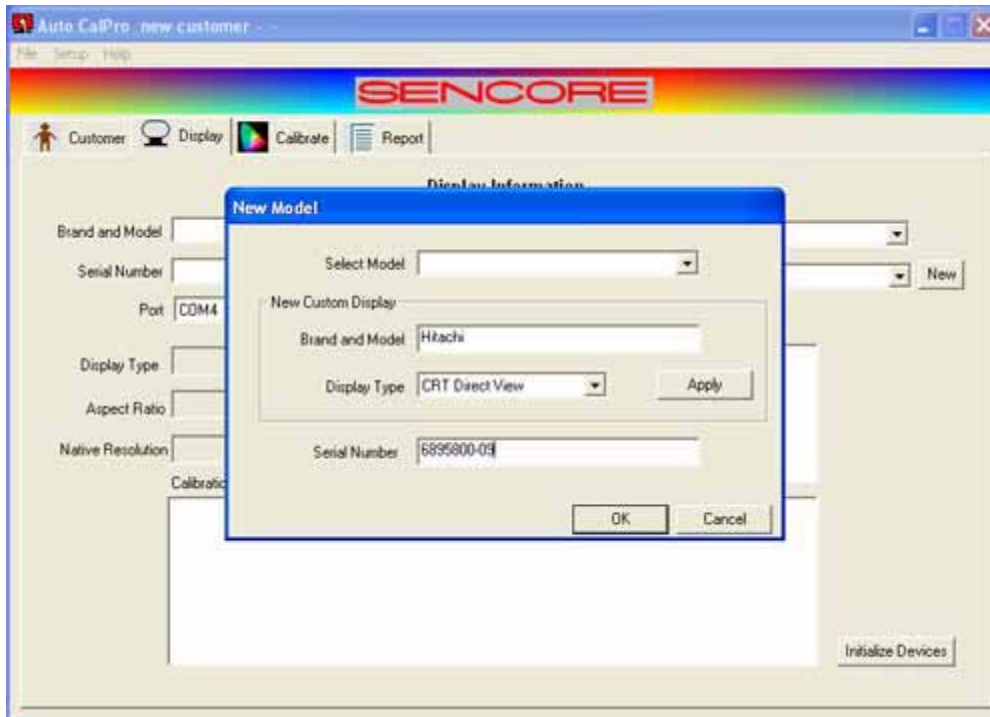 Auto CalPro new customer - -
File Setup Help
SENCORE
Customer Display Calibrate Report
Display Information
New Model
Brand and Model
Select Model
Serial Number
New
New Custom Display
Port COM4
Brand and Model Hitachi
Display Type
Display Type CRT Direct View Apply
Aspect Ratio
Native Resolution
Serial Number 6895800-09
Calibratio
OK Cancel
Initialize Devices